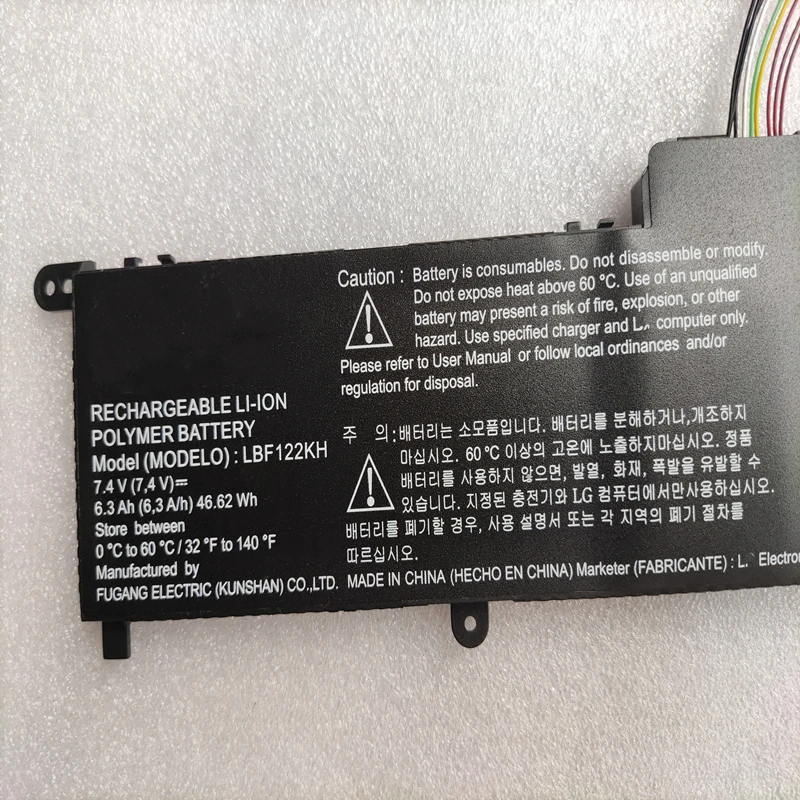 Caution : Battery is consumables. Do not disassemble or modify.
Do not expose heat above 60 °C. Use of an unqualified
battery may present a risk of fire, explosion, or other
hazard. Use specified charger and L computer only.
Please refer to User Manual or follow local ordinances and/or
regulation for disposal.
RECHARGEABLE LI-ION
POLYMER BATTERY
Model (MODELO) : LBF122KH
7.4 V (7,4 V)⎓
6.3 Ah (6,3 A/h) 46.62 Wh
Store between
0 °C to 60 °C / 32 °F to 140 °F
Manufactured by
FUGANG ELECTRIC (KUNSHAN) CO.,LTD.
주 의 : 배터리는 소모품입니다. 배터리를 분해하거나,개조하지
마십시오. 60 °C 이상의 고온에 노출하지마십시오. 정품
배터리를 사용하지 않으면, 발열, 화재, 폭발을 유발할 수
있습니다. 지정된 충전기와 LG 컴퓨터에서만사용하십시오.
배터리를 폐기할 경우, 사용 설명서 또는 각 지역의 폐기 절차를
따르십시오.
MADE IN CHINA (HECHO EN CHINA) Marketer (FABRICANTE) : L. Electron